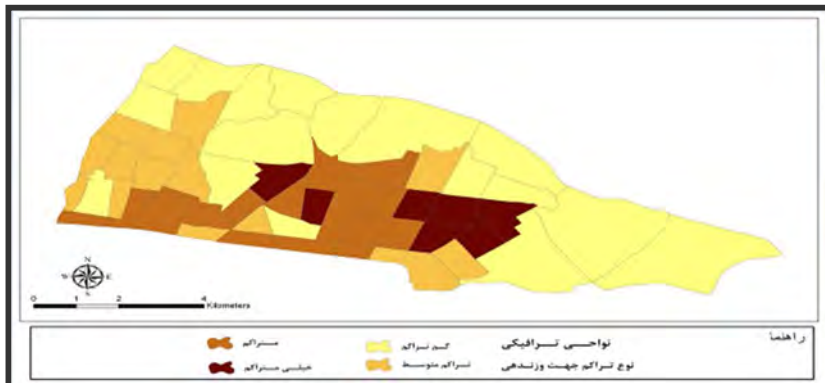 N
W E
S
0 1 2 4
Kilometers
راهنما
نواحی ترافیکی کم تراکم متراکم
نوع تراکم جهت وزندهی تراکم متوسط خیلی متراکم